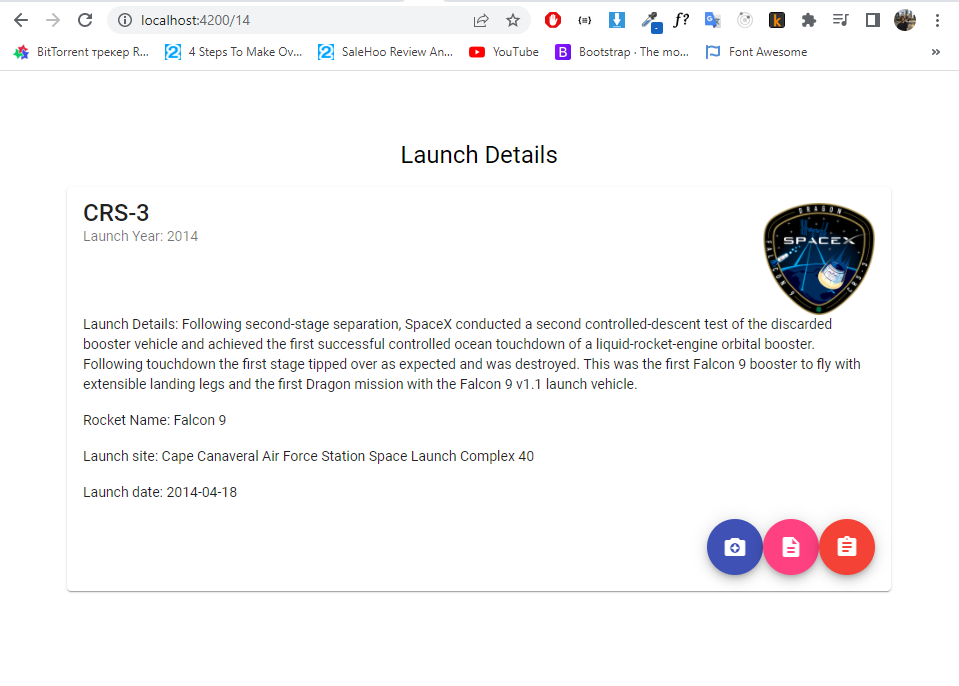 localhost:4200/14
BitTorrent трекер R...
4 Steps To Make Ov...
SaleHoo Review An...
YouTube
Bootstrap · The mo...
Font Awesome
»
Launch Details
CRS-3
Launch Year: 2014
DRAGON
SPACEX
FALCON 9
CRS-3
Launch Details: Following second-stage separation, SpaceX conducted a second controlled-descent test of the discarded
booster vehicle and achieved the first successful controlled ocean touchdown of a liquid-rocket-engine orbital booster.
Following touchdown the first stage tipped over as expected and was destroyed. This was the first Falcon 9 booster to fly with
extensible landing legs and the first Dragon mission with the Falcon 9 v1.1 launch vehicle.
Rocket Name: Falcon 9
Launch site: Cape Canaveral Air Force Station Space Launch Complex 40
Launch date: 2014-04-18